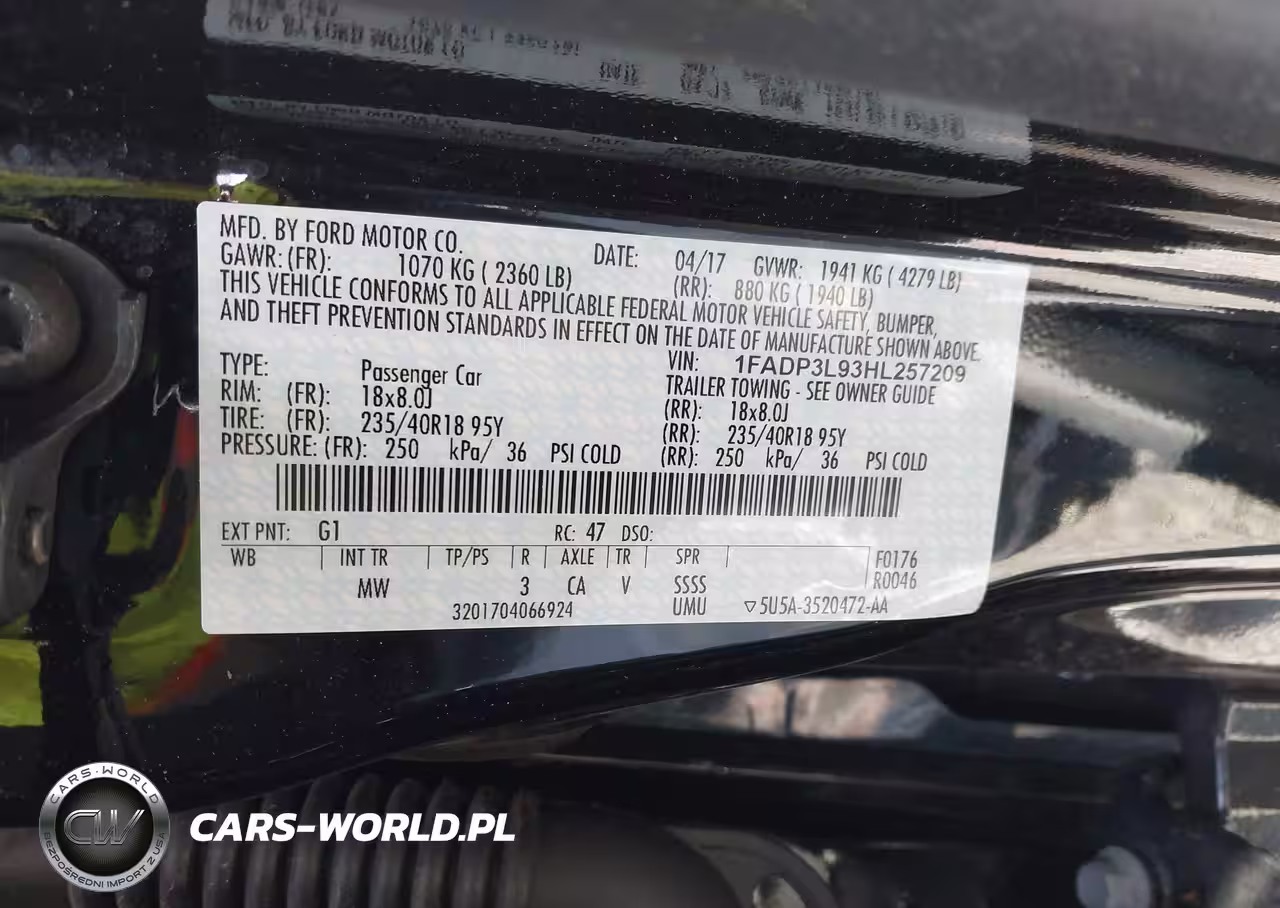 MFD. BY FORD MOTOR CO. DATE: 04/17 GVWR: 1941 KG ( 4279 LB)
GAWR: (FR): 1070 KG ( 2360 LB) (RR): 880 KG ( 1940 LB)
THIS VEHICLE CONFORMS TO ALL APPLICABLE FEDERAL MOTOR VEHICLE SAFETY, BUMPER,
AND THEFT PREVENTION STANDARDS IN EFFECT ON THE DATE OF MANUFACTURE SHOWN ABOVE.
VIN: 1FADP3L93HL257209
TYPE: Passenger Car TRAILER TOWING - SEE OWNER GUIDE
RIM: (FR): 18x8.0J (RR): 18x8.0J
TIRE: (FR): 235/40R18 95Y (RR): 235/40R18 95Y
PRESSURE: (FR): 250 kPa/ 36 PSI COLD (RR): 250 kPa/ 36 PSI COLD
EXT PNT: G1 RC: 47 DSO:
WB INT TR TP/PS R AXLE TR SPR F0176
MW 3 CA V SSSS R0046
3201704066924 UMU ▽5U5A-3520472-AA
CARS-WORLD
CW
BEZPOŚREDNI IMPORT Z USA
CARS-WORLD.PL